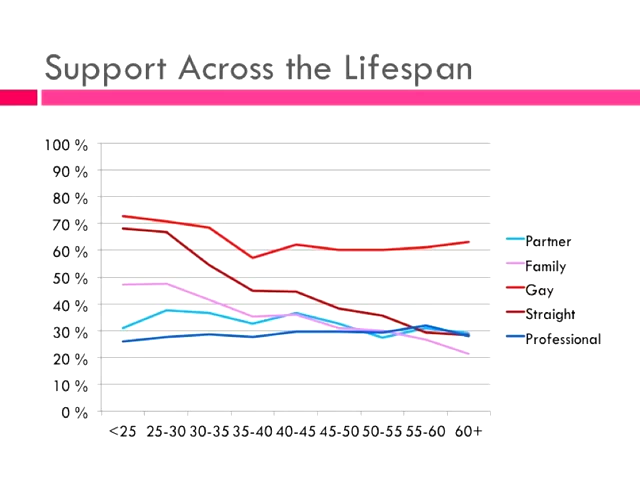 Support Across the Lifespan
100 %
90 %
80 %
70 %
60 %
50 %
40 %
30 %
20 %
10 %
0 %
<25 25-30 30-35 35-40 40-45 45-50 50-55 55-60 60+
Partner
Family
Gay
Straight
Professional